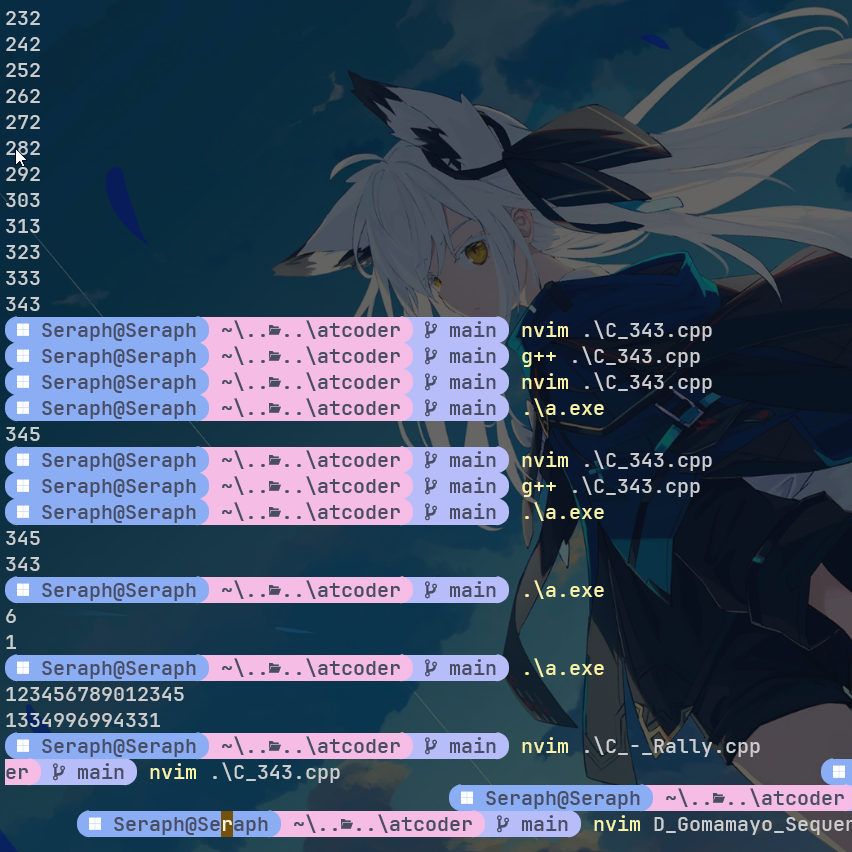 232
242
252
262
272
282
292
303
313
323
333
343
Seraph@Seraph ~\..\..\atcoder main nvim .\C_343.cpp
Seraph@Seraph ~\..\..\atcoder main g++ .\C_343.cpp
Seraph@Seraph ~\..\..\atcoder main nvim .\C_343.cpp
Seraph@Seraph ~\..\..\atcoder main .\a.exe
345
Seraph@Seraph ~\..\..\atcoder main nvim .\C_343.cpp
Seraph@Seraph ~\..\..\atcoder main g++ .\C_343.cpp
Seraph@Seraph ~\..\..\atcoder main .\a.exe
345
343
Seraph@Seraph ~\..\..\atcoder main .\a.exe
6
1
Seraph@Seraph ~\..\..\atcoder main .\a.exe
123456789012345
1334996994331
Seraph@Seraph ~\..\..\atcoder main nvim .\C_-_Rally.cpp
er main nvim .\C_343.cpp
Seraph@Seraph ~\..\..\atcoder
Seraph@Seraph ~\..\..\atcoder main nvim D_Gomamayo_Sequen